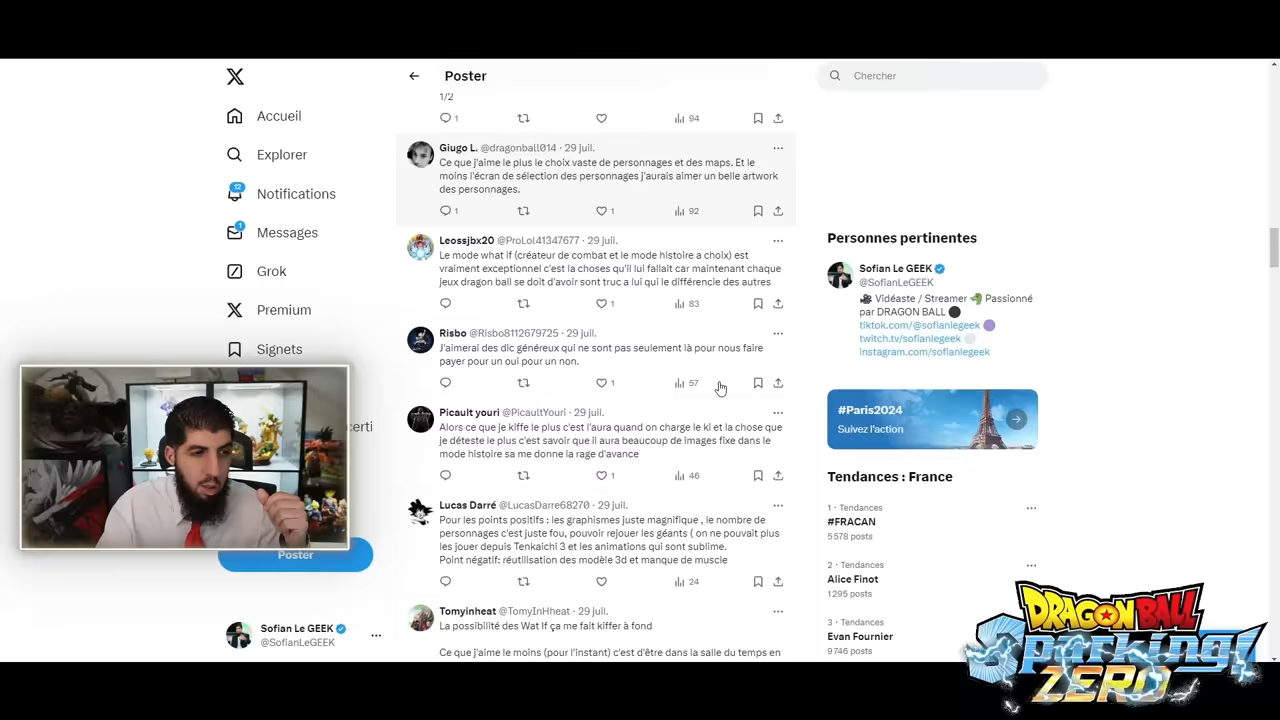 Accueil
Explorer
12
Notifications
1
Messages
Grok
Premium
Signets
certi
Poster
Sofian Le GEEK
@SofianLeGEEK
Poster
1/2
1
94
Giugo L. @dragonball014 · 29 juil.
Ce que j'aime le plus le choix vaste de personnages et des maps. Et le
moins l'écran de sélection des personnages j'aurais aimer un belle artwork
des personnages.
1 1 92
Leossjbx20 @ProLol41347677 · 29 juil.
Le mode what if (créateur de combat et le mode histoire a choix) est
vraiment exceptionnel c'est la choses qu'il lui fallait car maintenant chaque
jeux dragon ball se doit d'avoir son truc a lui qui le différencie des autres
1 83
Risbo @Risbo8112679725 · 29 juil.
J'aimerai des dlc généreux qui ne sont pas seulement là pour nous faire
payer pour un oui pour un non.
1 57
Picault youri @PicaultYouri · 29 juil.
Alors ce que je kiffe le plus c'est l'aura quand on charge le ki et la chose que
je déteste le plus c'est savoir que il aura beaucoup de images fixe dans le
mode histoire sa me donne la rage d'avance
1 46
Lucas Darré @LucasDarre68270 · 29 juil.
Pour les points positifs : les graphismes juste magnifique , le nombre de
personnages c'est juste fou, pouvoir rejouer les géants ( on ne pouvait plus
les jouer depuis Tenkaichi 3 et les animations qui sont sublime.
Point négatif: réutilisation des modèle 3d et manque de muscle
24
Tomyinheat @TomyInHheat · 29 juil.
La possibilité des Wat If ça me fait kiffer à fond
Ce que j'aime le moins (pour l'instant) c'est d'être dans la salle du temps en
Chercher
Personnes pertinentes
Sofian Le GEEK
@SofianLeGEEK
Vidéaste / Streamer Passionné
par DRAGON BALL
tiktok.com/@sofianlegeek
twitch.tv/sofianlegeek
instagram.com/sofianlegeek
#Paris2024
Suivez l'action
Tendances : France
1 · Tendances
#FRACAN
5 578 posts
2 · Tendances
Alice Finot
1 295 posts
3 · Tendances
Evan Fournier
9 746 posts
DRAGON BALL
Sparking!
ZERO